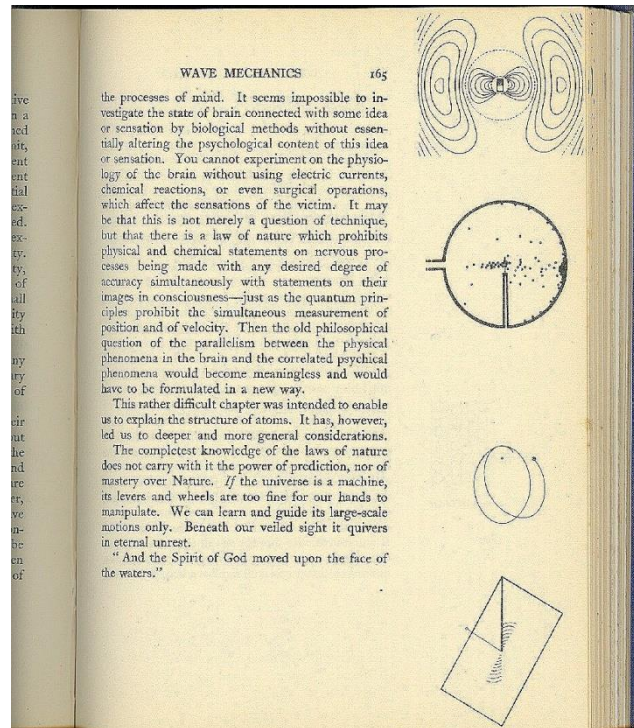 WAVE MECHANICS 165
the processes of mind. It seems impossible to in-
vestigate the state of brain connected with some idea
or sensation by biological methods without essen-
tially altering the psychological content of this idea
or sensation. You cannot experiment on the physio-
logy of the brain without using electric currents,
chemical reactions, or even surgical operations,
which affect the sensations of the victim. It may
be that this is not merely a question of technique,
but that there is a law of nature which prohibits
physical and chemical statements on nervous pro-
cesses being made with any desired degree of
accuracy simultaneously with statements on their
images in consciousness—just as the quantum prin-
ciples prohibit the simultaneous measurement of
position and of velocity. Then the old philosophical
question of the parallelism between the physical
phenomena in the brain and the correlated psychical
phenomena would become meaningless and would
have to be formulated in a new way.
This rather difficult chapter was intended to enable
us to explain the structure of atoms. It has, however,
led us to deeper and more general considerations.
The completest knowledge of the laws of nature
does not carry with it the power of prediction, nor of
mastery over Nature. If the universe is a machine,
its levers and wheels are too fine for our hands to
manipulate. We can learn and guide its large-scale
motions only. Beneath our veiled sight it quivers
in eternal unrest.
“ And the Spirit of God moved upon the face of
the waters.”